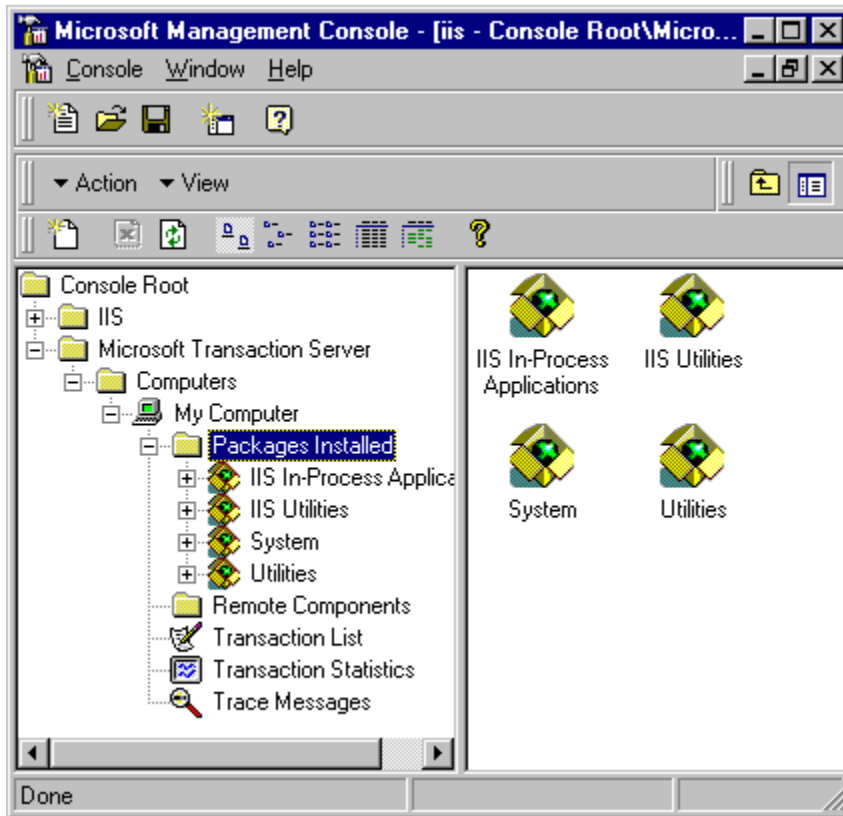 Microsoft Management Console - [iis - Console Root\Micro...
Console Window Help
Action View
Console Root
IIS
Microsoft Transaction Server
Computers
My Computer
Packages Installed
IIS In-Process Applica
IIS Utilities
System
Utilities
Remote Components
Transaction List
Transaction Statistics
Trace Messages
IIS In-Process
Applications
IIS Utilities
System
Utilities
Done